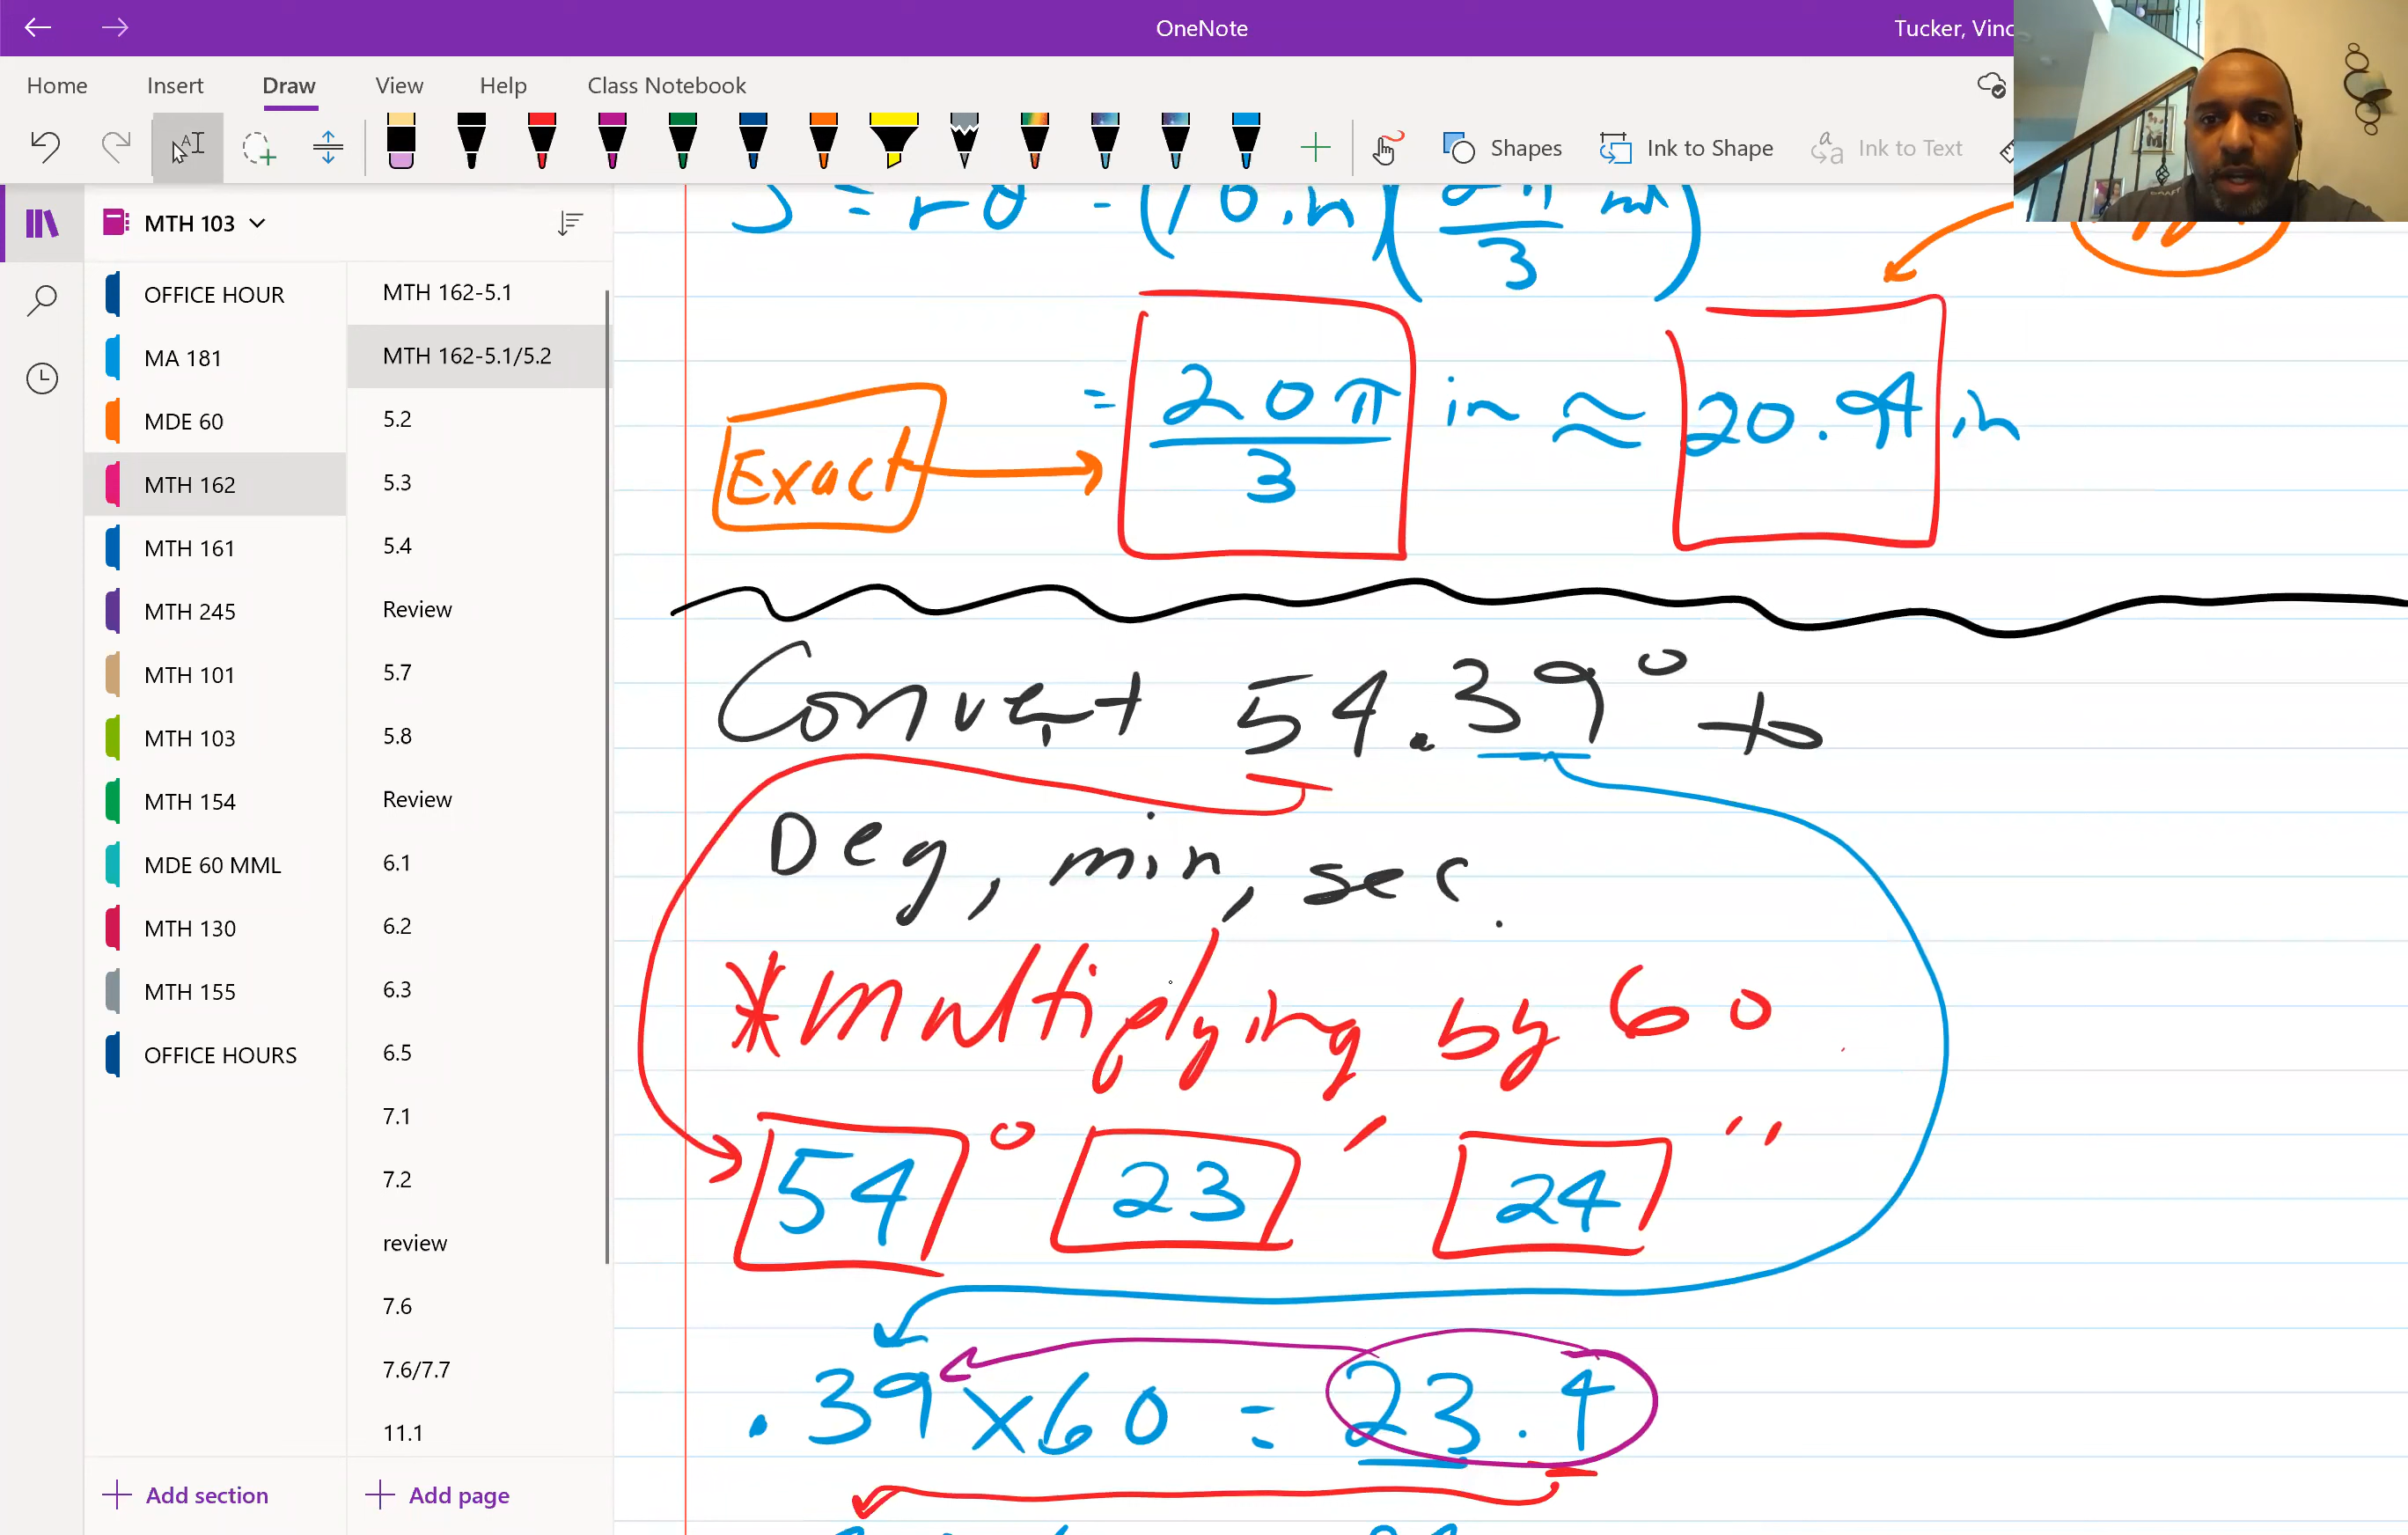 OneNote
Tucker, Vinc
Home Insert Draw View Help Class Notebook
Shapes Ink to Shape Ink to Text
MTH 103
OFFICE HOUR
MA 181
MDE 60
MTH 162
MTH 161
MTH 245
MTH 101
MTH 103
MTH 154
MDE 60 MML
MTH 130
MTH 155
OFFICE HOURS
Add section
MTH 162-5.1
MTH 162-5.1/5.2
5.2
5.3
5.4
Review
5.7
5.8
Review
6.1
6.2
6.3
6.5
7.1
7.2
review
7.6
7.6/7.7
11.1
Add page
S = rθ = (10 in)(2π/3 rad)
Exact = 20π/3 in ≈ 20.94 in
Convert 54.39° to
Deg, min, sec.
*multiplying by 60
54° 23' 24"
.39 × 60 = 23.4